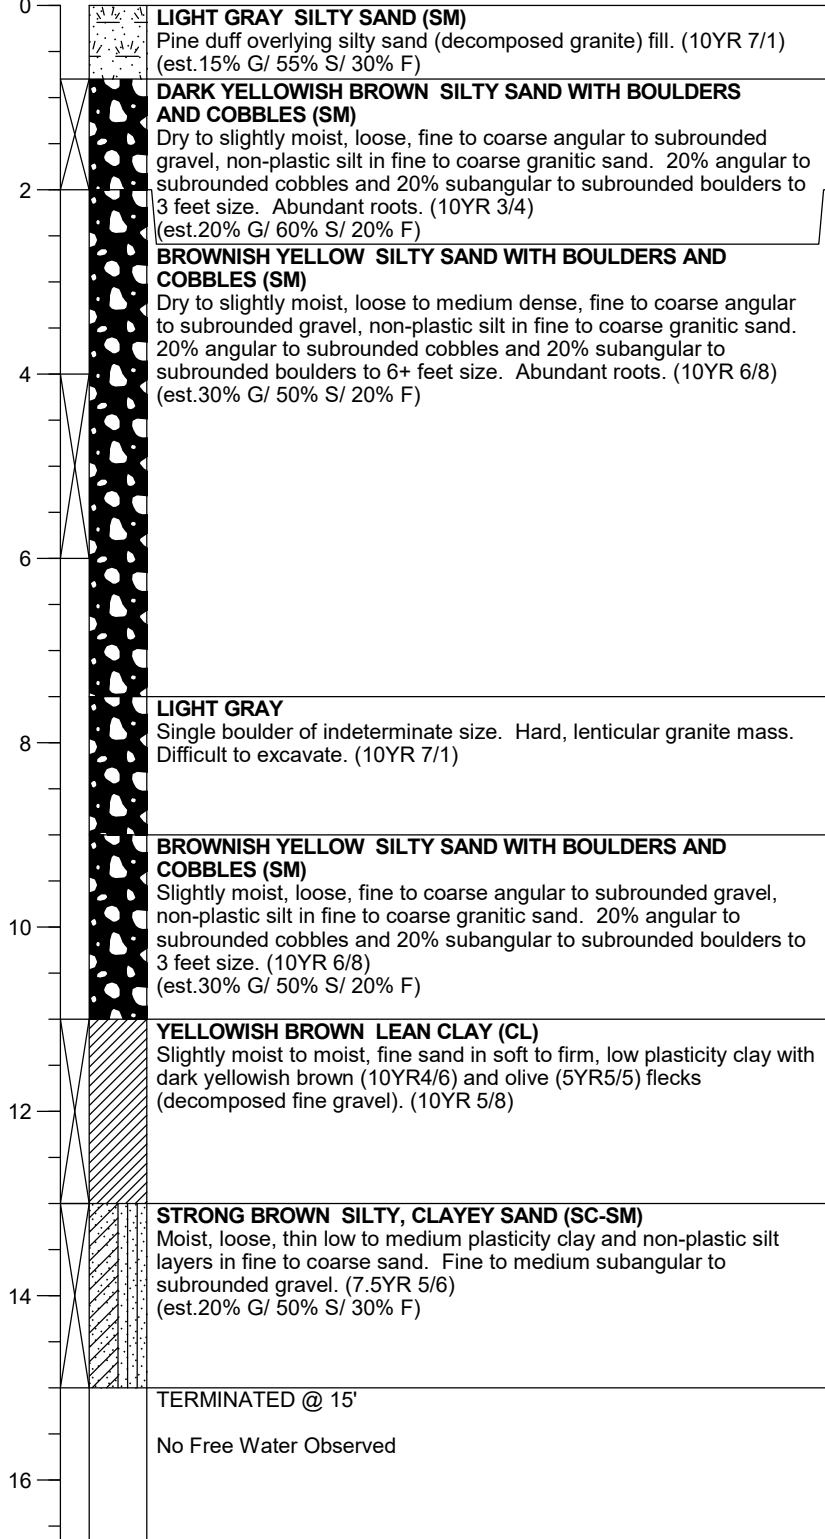 0
LIGHT GRAY  SILTY SAND (SM)
Pine duff overlying silty sand (decomposed granite) fill. (10YR 7/1)
(est.15% G/ 55% S/ 30% F)
DARK YELLOWISH BROWN  SILTY SAND WITH BOULDERS
AND COBBLES (SM)
Dry to slightly moist, loose, fine to coarse angular to subrounded
gravel, non-plastic silt in fine to coarse granitic sand.  20% angular to
2
subrounded cobbles and 20% subangular to subrounded boulders to
3 feet size.  Abundant roots. (10YR 3/4)
(est.20% G/ 60% S/ 20% F)
BROWNISH YELLOW  SILTY SAND WITH BOULDERS AND
COBBLES (SM)
Dry to slightly moist, loose to medium dense, fine to coarse angular
to subrounded gravel, non-plastic silt in fine to coarse granitic sand.
20% angular to subrounded cobbles and 20% subangular to
4
subrounded boulders to 6+ feet size.  Abundant roots. (10YR 6/8)
(est.30% G/ 50% S/ 20% F)
6
LIGHT GRAY
Single boulder of indeterminate size.  Hard, lenticular granite mass.
8
Difficult to excavate. (10YR 7/1)
BROWNISH YELLOW  SILTY SAND WITH BOULDERS AND
COBBLES (SM)
Slightly moist, loose, fine to coarse angular to subrounded gravel,
non-plastic silt in fine to coarse granitic sand.  20% angular to
10
subrounded cobbles and 20% subangular to subrounded boulders to
3 feet size. (10YR 6/8)
(est.30% G/ 50% S/ 20% F)
YELLOWISH BROWN  LEAN CLAY (CL)
Slightly moist to moist, fine sand in soft to firm, low plasticity clay with
dark yellowish brown (10YR4/6) and olive (5YR5/5) flecks
12
(decomposed fine gravel). (10YR 5/8)
STRONG BROWN  SILTY, CLAYEY SAND (SC-SM)
Moist, loose, thin low to medium plasticity clay and non-plastic silt
layers in fine to coarse sand.  Fine to medium subangular to
14
subrounded gravel. (7.5YR 5/6)
(est.20% G/ 50% S/ 30% F)
TERMINATED @ 15'
No Free Water Observed
16